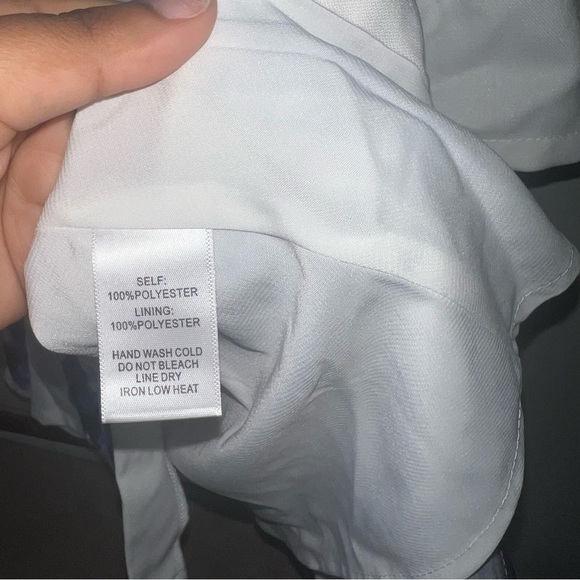 SELF:
100%POLYESTER
LINING:
100%POLYESTER
HAND WASH COLD
DO NOT BLEACH
LINE DRY
IRON LOW HEAT